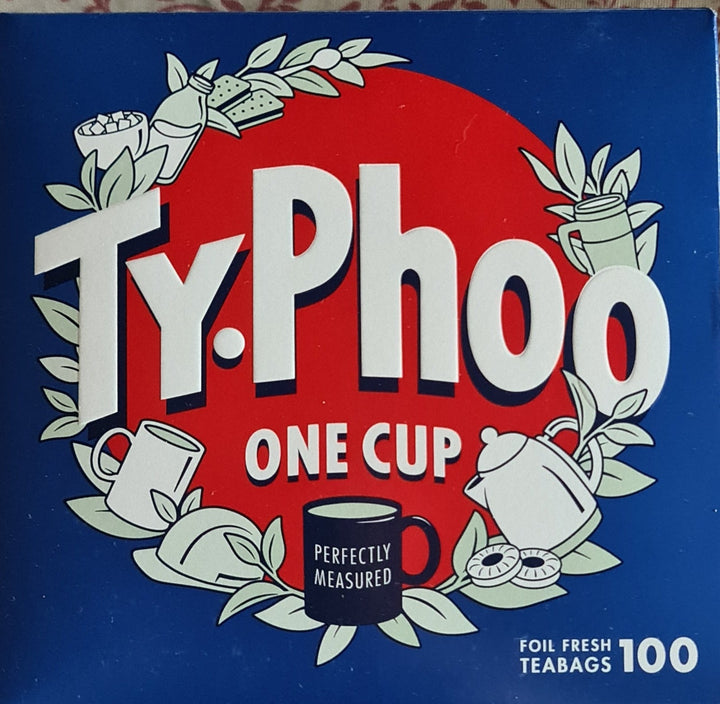 Ty.Phoo
ONE CUP
PERFECTLY
MEASURED
FOIL FRESH
TEABAGS 100